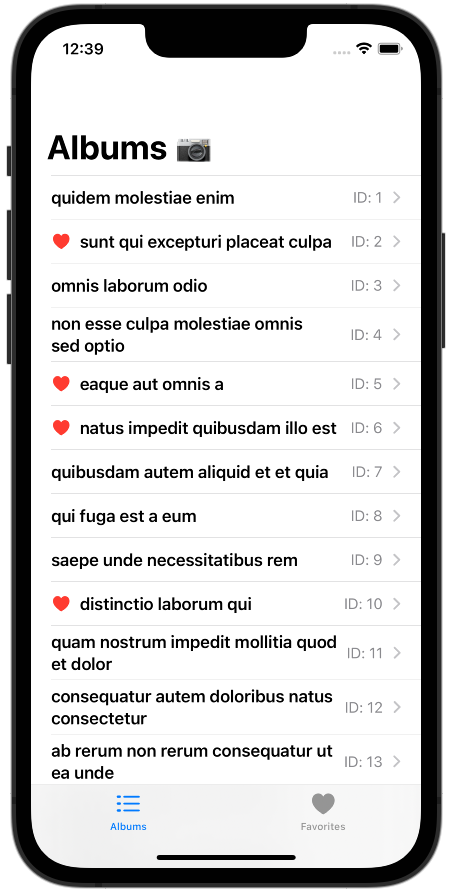 12:39
Albums 📷
quidem molestiae enim ID: 1
sunt qui excepturi placeat culpa ID: 2
omnis laborum odio ID: 3
non esse culpa molestiae omnis
sed optio ID: 4
eaque aut omnis a ID: 5
natus impedit quibusdam illo est ID: 6
quibusdam autem aliquid et et quia ID: 7
qui fuga est a eum ID: 8
saepe unde necessitatibus rem ID: 9
distinctio laborum qui ID: 10
quam nostrum impedit mollitia quod
et dolor ID: 11
consequatur autem doloribus natus
consectetur ID: 12
ab rerum non rerum consequatur ut
ea unde ID: 13
Albums Favorites